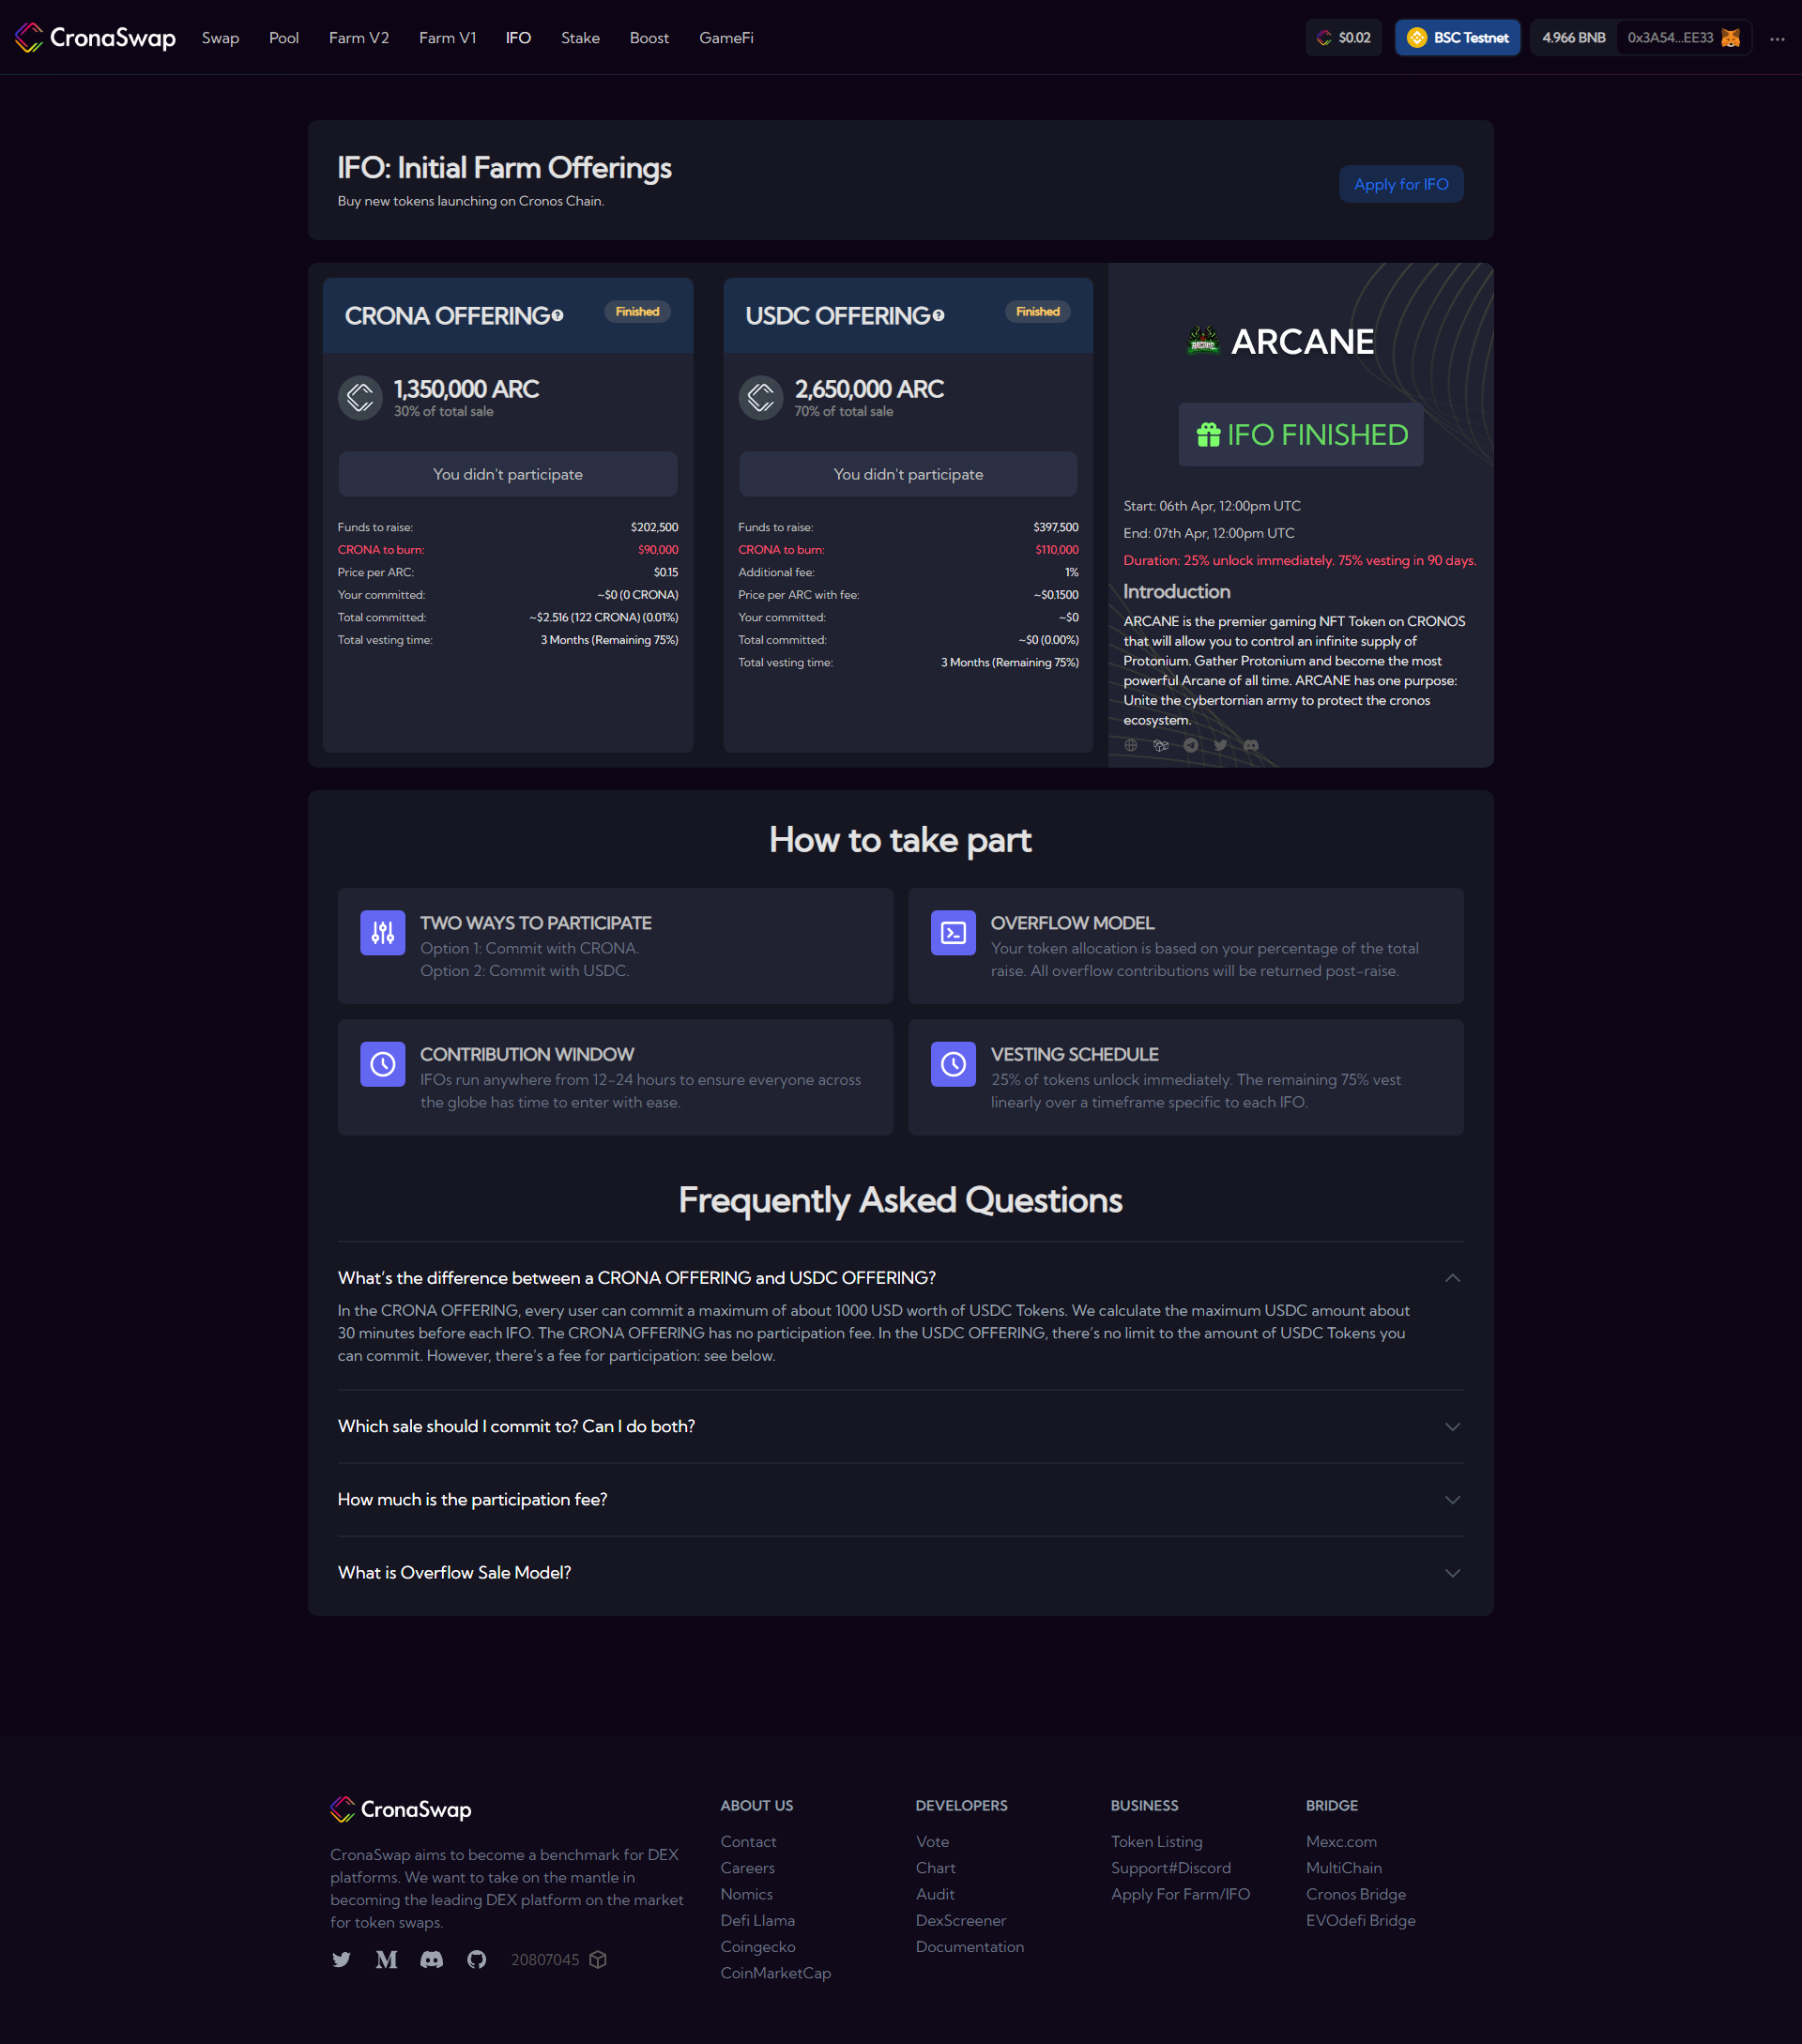 CronaSwap
Swap
Pool
Farm V2
Farm V1
IFO
Stake
Boost
GameFi
$0.02
BSC Testnet
4.966 BNB
0x3A54...EE33
IFO: Initial Farm Offerings
Buy new tokens launching on Cronos Chain.
Apply for IFO
CRONA OFFERING
Finished
1,350,000 ARC
30% of total sale
You didn't participate
Funds to raise: $202,500
CRONA to burn: $90,000
Price per ARC: $0.15
Your committed: ~$0 (0 CRONA)
Total committed: ~$2.516 (122 CRONA) (0.01%)
Total vesting time: 3 Months (Remaining 75%)
USDC OFFERING
Finished
2,650,000 ARC
70% of total sale
You didn't participate
Funds to raise: $397,500
CRONA to burn: $110,000
Additional fee: 1%
Price per ARC with fee: ~$0.1500
Your committed: ~$0
Total committed: ~$0 (0.00%)
Total vesting time: 3 Months (Remaining 75%)
ARCANE
IFO FINISHED
Start: 06th Apr, 12:00pm UTC
End: 07th Apr, 12:00pm UTC
Duration: 25% unlock immediately. 75% vesting in 90 days.
Introduction
ARCANE is the premier gaming NFT Token on CRONOS
that will allow you to control an infinite supply of
Protonium. Gather Protonium and become the most
powerful Arcane of all time. ARCANE has one purpose:
Unite the cybertornian army to protect the cronos
ecosystem.
How to take part
TWO WAYS TO PARTICIPATE
Option 1: Commit with CRONA.
Option 2: Commit with USDC.
OVERFLOW MODEL
Your token allocation is based on your percentage of the total
raise. All overflow contributions will be returned post-raise.
CONTRIBUTION WINDOW
IFOs run anywhere from 12-24 hours to ensure everyone across
the globe has time to enter with ease.
VESTING SCHEDULE
25% of tokens unlock immediately. The remaining 75% vest
linearly over a timeframe specific to each IFO.
Frequently Asked Questions
What's the difference between a CRONA OFFERING and USDC OFFERING?
In the CRONA OFFERING, every user can commit a maximum of about 1000 USD worth of USDC Tokens. We calculate the maximum USDC amount about
30 minutes before each IFO. The CRONA OFFERING has no participation fee. In the USDC OFFERING, there's no limit to the amount of USDC Tokens you
can commit. However, there's a fee for participation: see below.
Which sale should I commit to? Can I do both?
How much is the participation fee?
What is Overflow Sale Model?
CronaSwap
CronaSwap aims to become a benchmark for DEX
platforms. We want to take on the mantle in
becoming the leading DEX platform on the market
for token swaps.
20807045
ABOUT US
Contact
Careers
Nomics
Defi Llama
Coingecko
CoinMarketCap
DEVELOPERS
Vote
Chart
Audit
DexScreener
Documentation
BUSINESS
Token Listing
Support#Discord
Apply For Farm/IFO
BRIDGE
Mexc.com
MultiChain
Cronos Bridge
EVOdefi Bridge